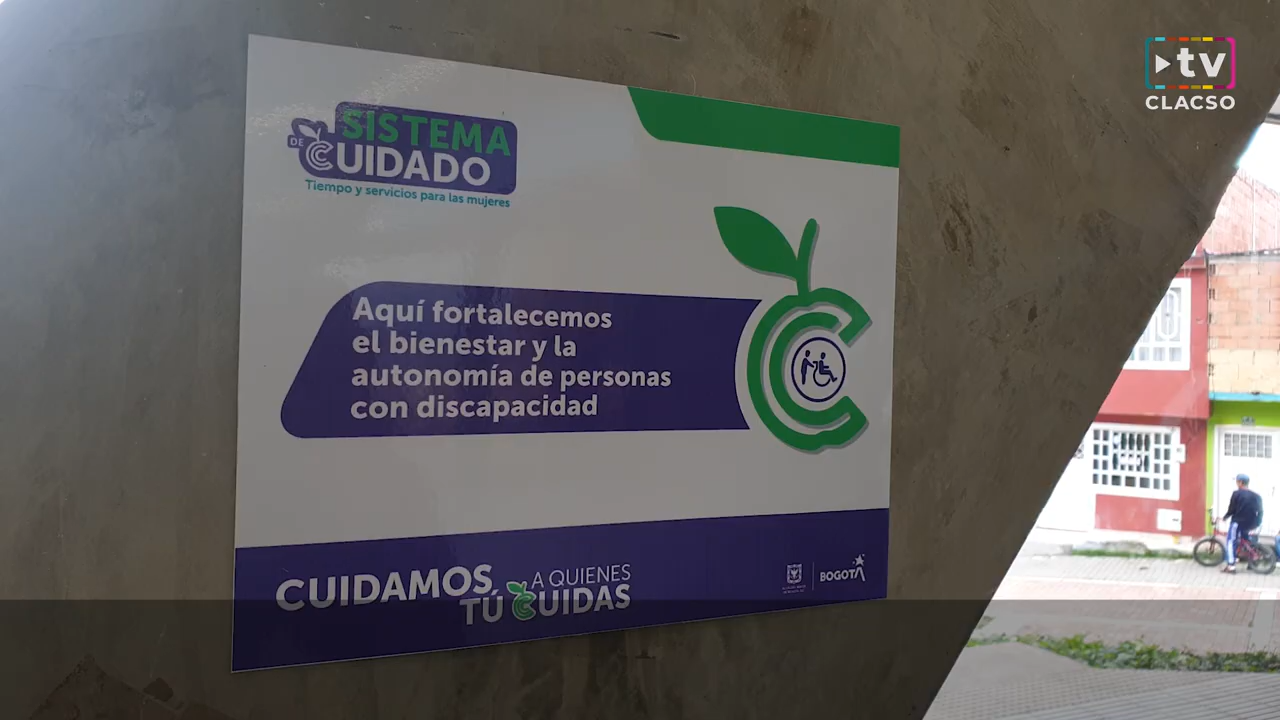 tv
CLACSO
SISTEMA
DE CUIDADO
Tiempo y servicios para las mujeres
Aquí fortalecemos
el bienestar y la
autonomía de personas
con discapacidad
CUIDAMOS
A QUIENES
TÚ CUIDAS
BOGOTÁ